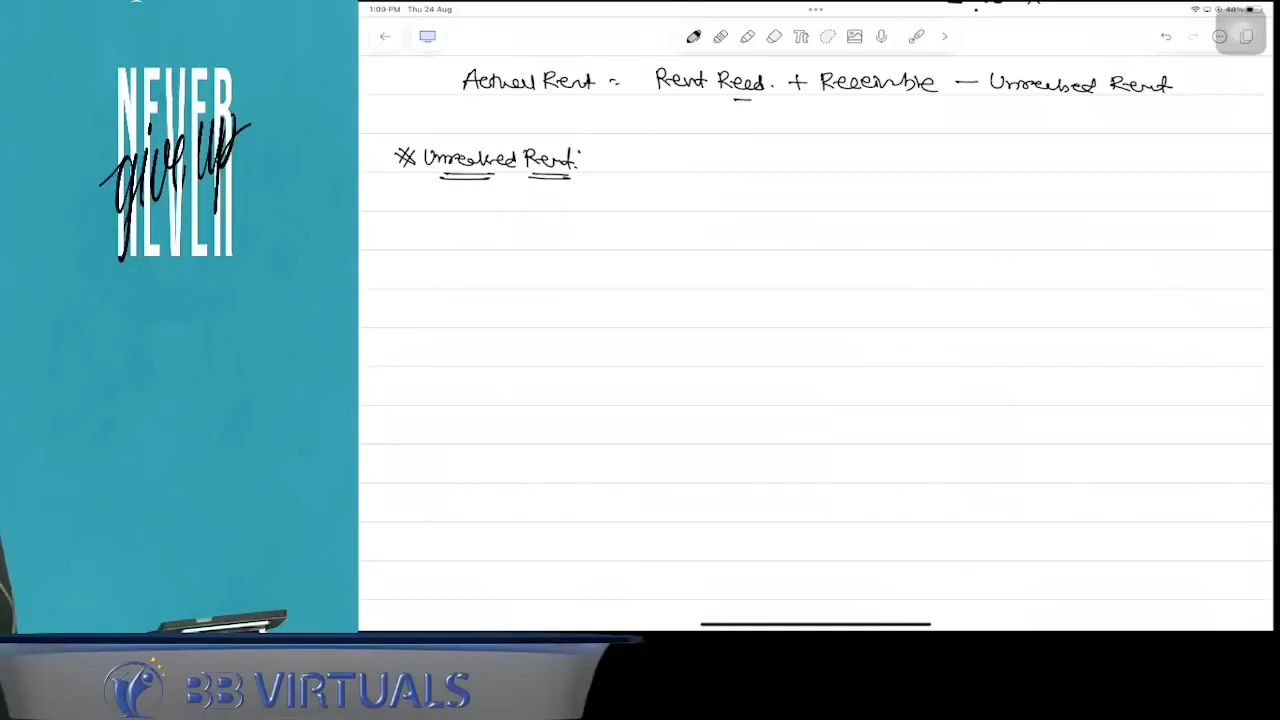 1:09 PM Thu 24 Aug
48%
NEVER
give up
NEVER
Actual Rent = Rent Recd. + Receivable - Unrealised Rent
* Unrealised Rent:
BB VIRTUALS